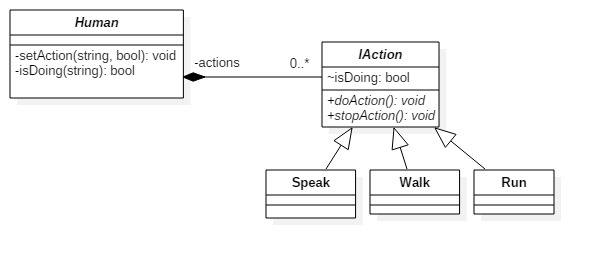 Human
-setAction(string, bool): void
-isDoing(string): bool
-actions
0..*
IAction
~isDoing: bool
+doAction(): void
+stopAction(): void
Speak
Walk
Run